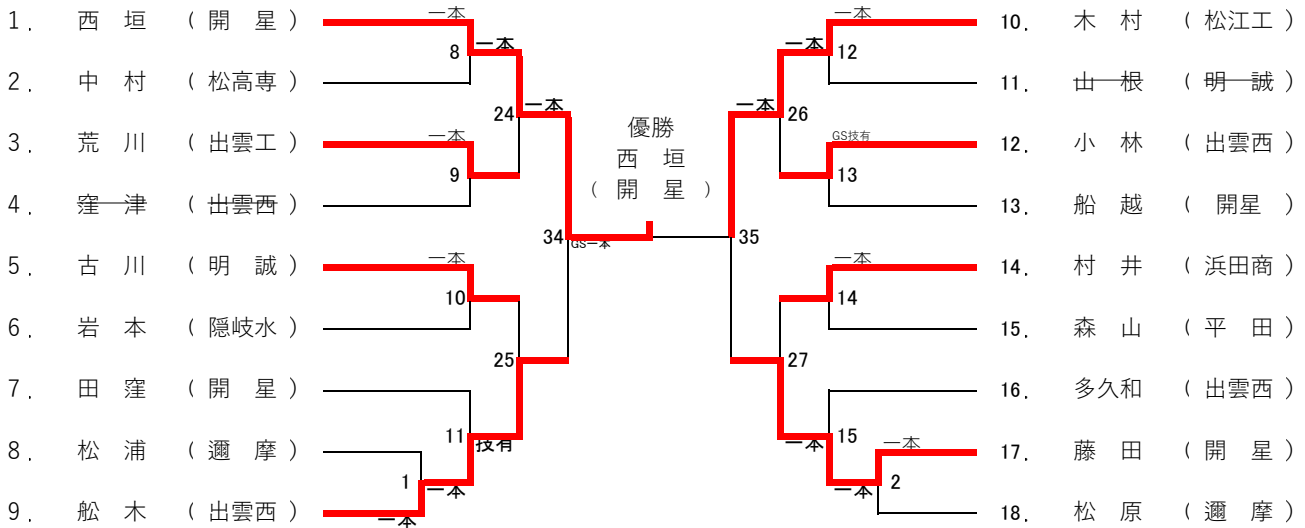 1. 西 垣 ( 開 星 )
2. 中 村 ( 松高専 )
3. 荒 川 ( 出雲工 )
4. 窪 津 ( 出雲西 )
5. 古 川 ( 明 誠 )
6. 岩 本 ( 隠岐水 )
7. 田 窪 ( 開 星 )
8. 松 浦 ( 邇 摩 )
9. 舩 木 ( 出雲西 )
一本
8
一本
一本
9
24
一本
一本
10
11
技有
1
一本
一本
25
34
GS一本
優勝
西 垣
( 開 星 )
35
一本
26
一本
12
一本
GS技有
13
一本
14
27
15
一本
一本
2
一本
10. 木 村 ( 松江工 )
11. 山 根 ( 明 誠 )
12. 小 林 ( 出雲西 )
13. 船 越 ( 開星 )
14. 村 井 ( 浜田商 )
15. 森 山 ( 平 田 )
16. 多久和 ( 出雲西 )
17. 藤 田 ( 開 星 )
18. 松 原 ( 邇 摩 )